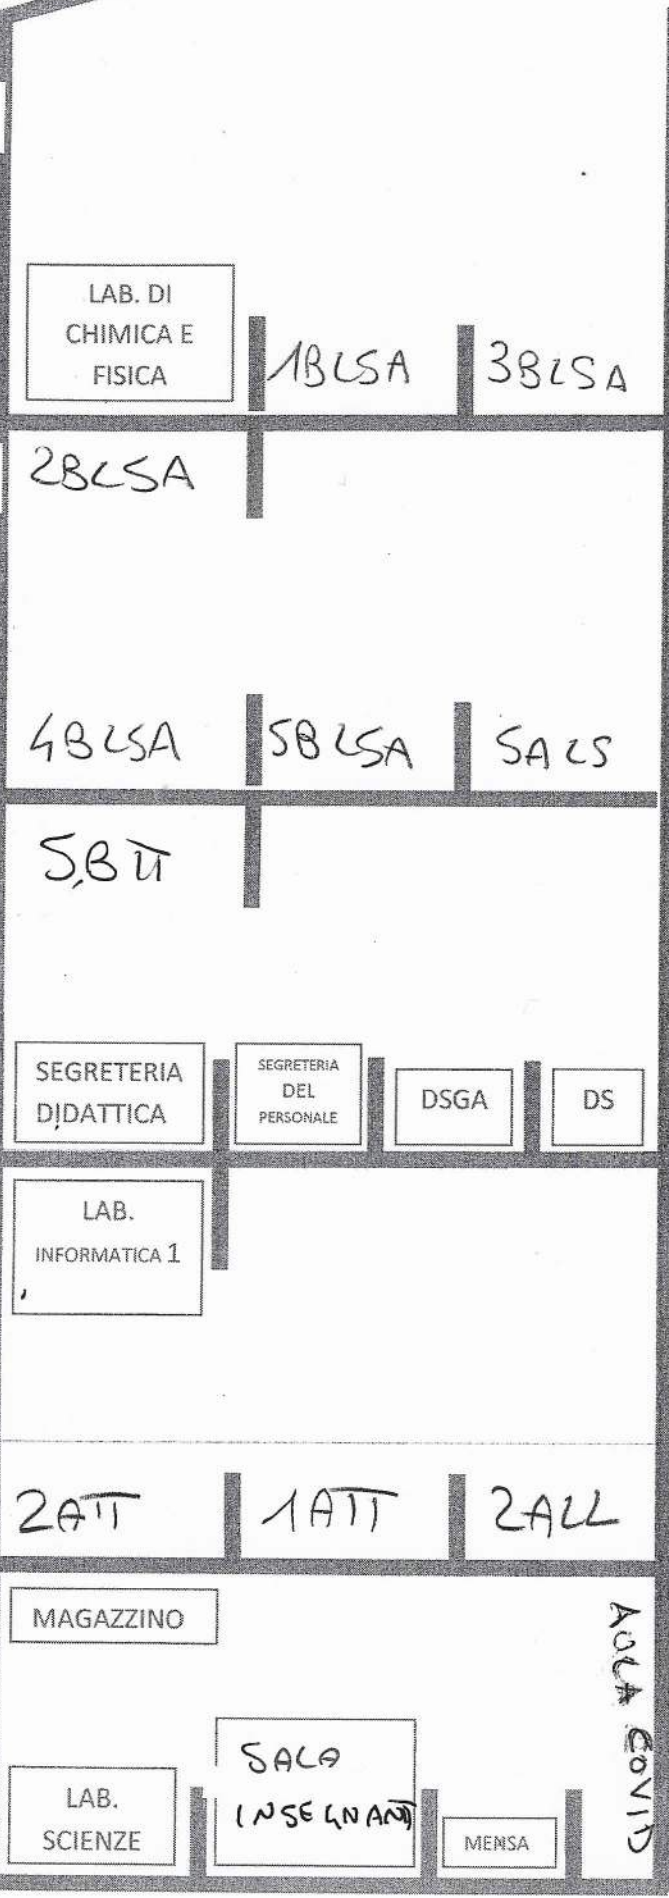 LAB. DI
CHIMICA E
FISICA
1BLSA
3BLSA
2BLSA
4BLSA
5BLSA
5ALS
5BTT
SEGRETERIA
DIDATTICA
SEGRETERIA
DEL
PERSONALE
DSGA
DS
LAB.
INFORMATICA 1
2ATT
1ATT
2ALL
MAGAZZINO
AULA COVID
SALA
INSEGNANTI
LAB.
SCIENZE
MENSA